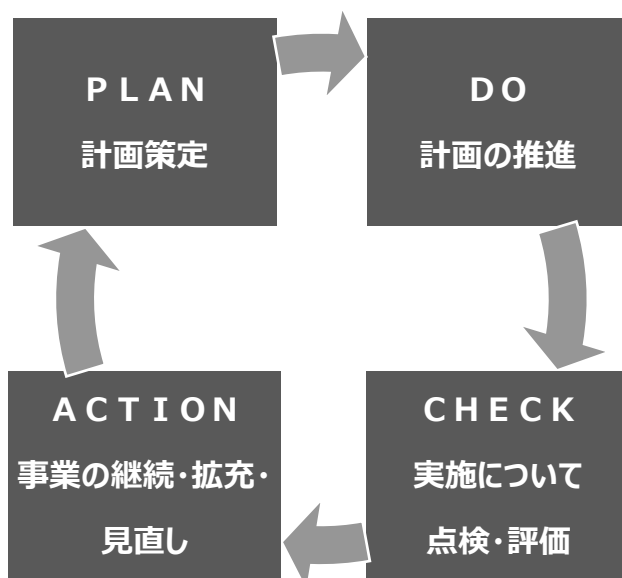 ＰＬＡＮ
計画策定
ＤＯ
計画の推進
ＡＣＴＩＯＮ
事業の継続・拡充・
見直し
ＣＨＥＣＫ
実施について
点検・評価